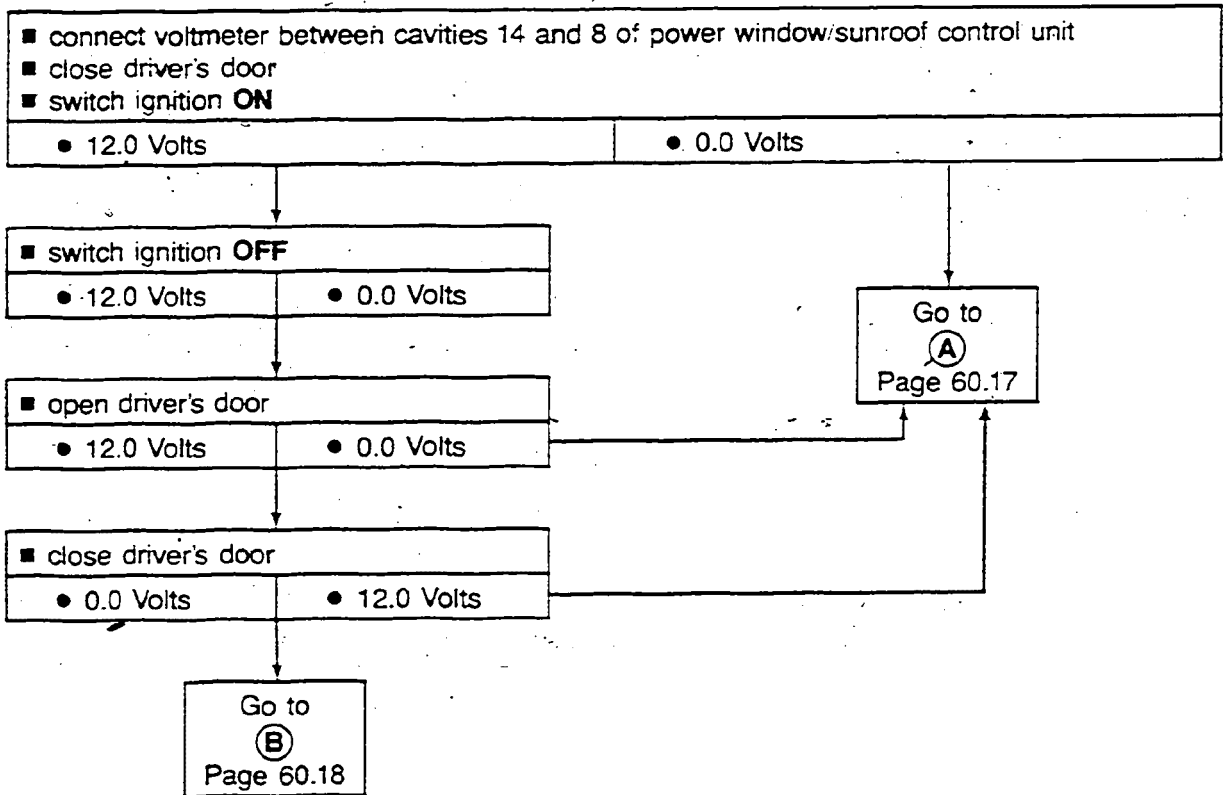 ■ connect voltmeter between cavities 14 and 8 of power window/sunroof control unit
■ close driver's door
■ switch ignition ON
● 12.0 Volts
● 0.0 Volts
■ switch ignition OFF
● 12.0 Volts
● 0.0 Volts
Go to
A
Page 60.17
■ open driver's door
● 12.0 Volts
● 0.0 Volts
■ close driver's door
● 0.0 Volts
● 12.0 Volts
Go to
B
Page 60.18